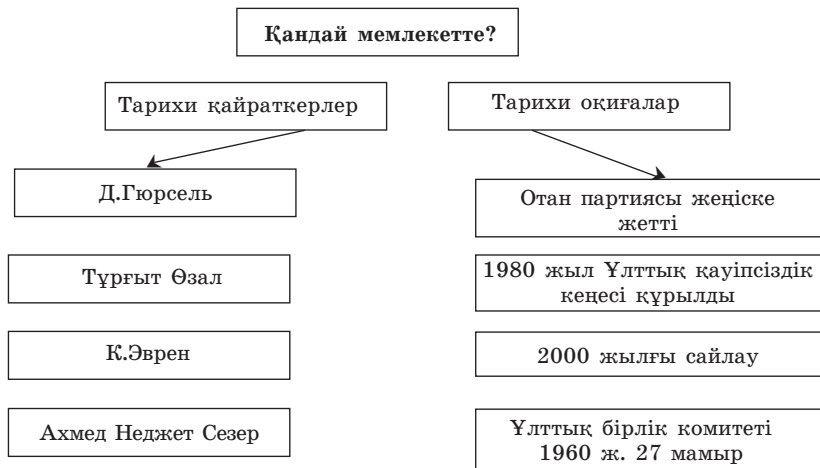 Қандай мемлекетте?
Тарихи қайраткерлер
Тарихи оқиғалар
Д.Гюрсель
Отан партиясы жеңіске
жетті
Тұрғыт Өзал
1980 жыл Ұлттық қауіпсіздік
кеңесі құрылды
К.Эврен
2000 жылғы сайлау
Ахмед Неджет Сезер
Ұлттық бірлік комитеті
1960 ж. 27 мамыр